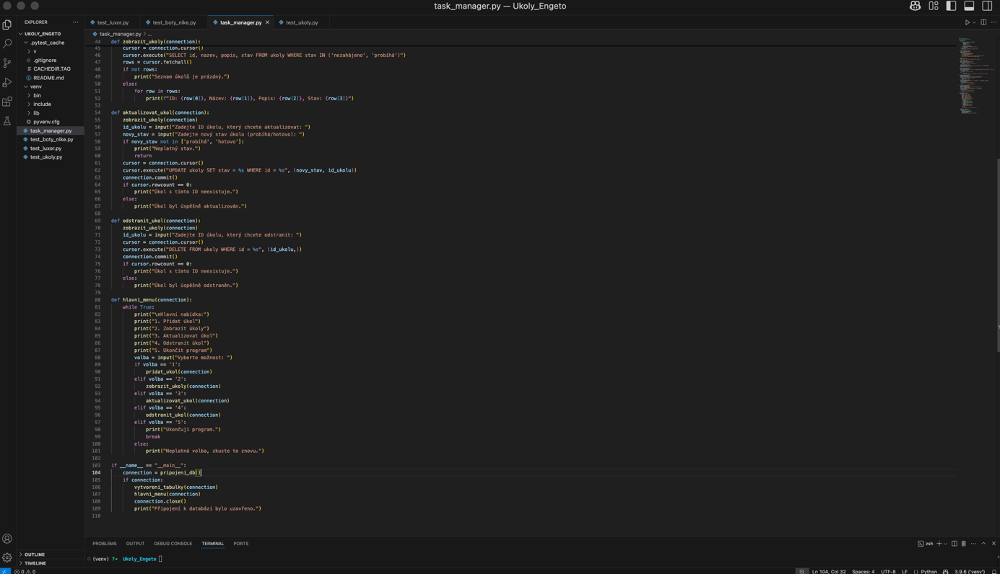 task_manager.py — Ukoly_Engeto
EXPLORER
UKOLY_ENGETO
.pytest_cache
v
.gitignore
CACHEDIR.TAG
README.md
venv
bin
include
lib
pyvenv.cfg
task_manager.py
test_boty_nike.py
test_luxor.py
test_ukoly.py
OUTLINE
TIMELINE
test_luxor.py test_boty_nike.py task_manager.py test_ukoly.py
task_manager.py > ...
44 def zobrazit_ukoly(connection):
45 cursor = connection.cursor()
46 cursor.execute("SELECT id, nazev, popis, stav FROM ukoly WHERE stav IN ('nezahájeno', 'probíhá')")
47 rows = cursor.fetchall()
48 if not rows:
49 print("Seznam úkolů je prázdný.")
50 else:
51 for row in rows:
52 print(f"ID: {row[0]}, Název: {row[1]}, Popis: {row[2]}, Stav: {row[3]}")
53
54 def aktualizovat_ukol(connection):
55 zobrazit_ukoly(connection)
56 id_ukolu = input("Zadejte ID úkolu, který chcete aktualizovat: ")
57 novy_stav = input("Zadejte nový stav úkolu (probíhá/hotovo): ")
58 if novy_stav not in ['probíhá', 'hotovo']:
59 print("Neplatný stav.")
60 return
61 cursor = connection.cursor()
62 cursor.execute("UPDATE ukoly SET stav = %s WHERE id = %s", (novy_stav, id_ukolu))
63 connection.commit()
64 if cursor.rowcount == 0:
65 print("Úkol s tímto ID neexistuje.")
66 else:
67 print("Úkol byl úspěšně aktualizován.")
68
69 def odstranit_ukol(connection):
70 zobrazit_ukoly(connection)
71 id_ukolu = input("Zadejte ID úkolu, který chcete odstranit: ")
72 cursor = connection.cursor()
73 cursor.execute("DELETE FROM ukoly WHERE id = %s", (id_ukolu,))
74 connection.commit()
75 if cursor.rowcount == 0:
76 print("Úkol s tímto ID neexistuje.")
77 else:
78 print("Úkol byl úspěšně odstraněn.")
79
80 def hlavni_menu(connection):
81 while True:
82 print("\nHlavní nabídka:")
83 print("1. Přidat úkol")
84 print("2. Zobrazit úkoly")
85 print("3. Aktualizovat úkol")
86 print("4. Odstranit úkol")
87 print("5. Ukončit program")
88 volba = input("Vyberte možnost: ")
89 if volba == '1':
90 pridat_ukol(connection)
91 elif volba == '2':
92 zobrazit_ukoly(connection)
93 elif volba == '3':
94 aktualizovat_ukol(connection)
95 elif volba == '4':
96 odstranit_ukol(connection)
97 elif volba == '5':
98 print("Ukončuji program.")
99 break
100 else:
101 print("Neplatná volba, zkuste to znovu.")
102
103 if __name__ == "__main__":
104 connection = pripojeni_db()
105 if connection:
106 vytvoreni_tabulky(connection)
107 hlavni_menu(connection)
108 connection.close()
109 print("Připojení k databázi bylo uzavřeno.")
110
PROBLEMS OUTPUT DEBUG CONSOLE TERMINAL PORTS
zsh
(venv) ?→ Ukoly_Engeto
0 0 Ln 104, Col 32 Spaces: 4 UTF-8 LF Python 3.9.6 ('venv')